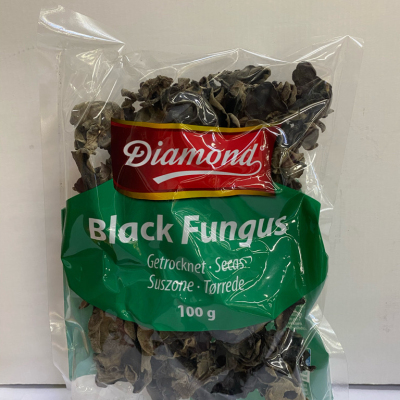 Diamond
Black Fungus
Getrocknet · Secas
Suszone · Tørrede
100 g